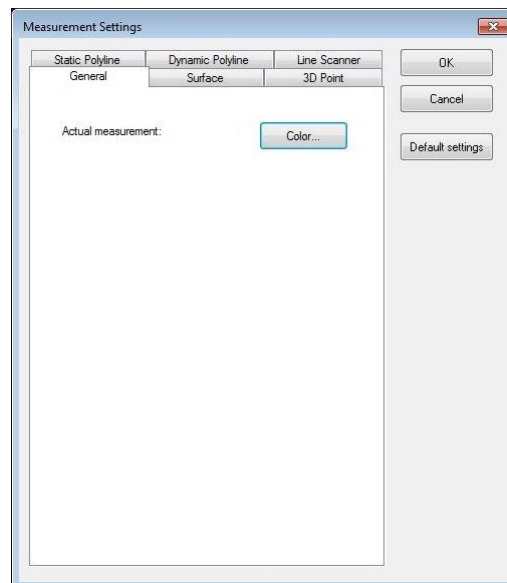 Measurement Settings
Static Polyline Dynamic Polyline Line Scanner
General Surface 3D Point
Actual measurement: Color...
OK
Cancel
Default settings